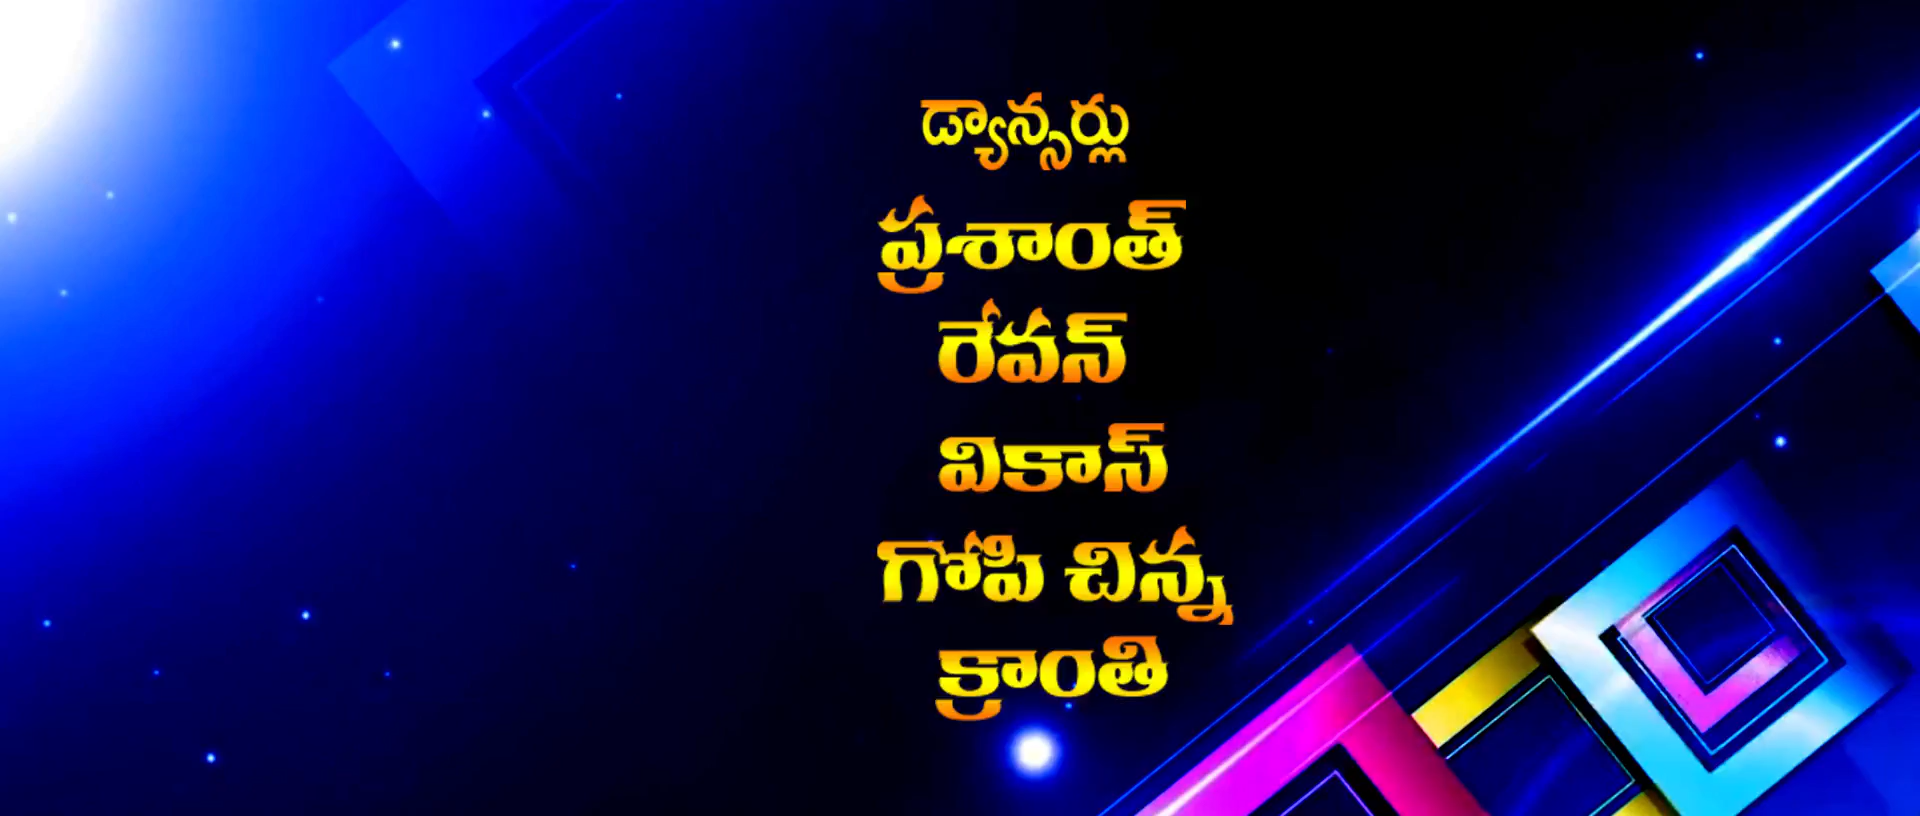 డ్యాన్సర్లు
ప్రశాంత్
రేవన్
వికాస్
గోపి చిన్న
క్రాంతి